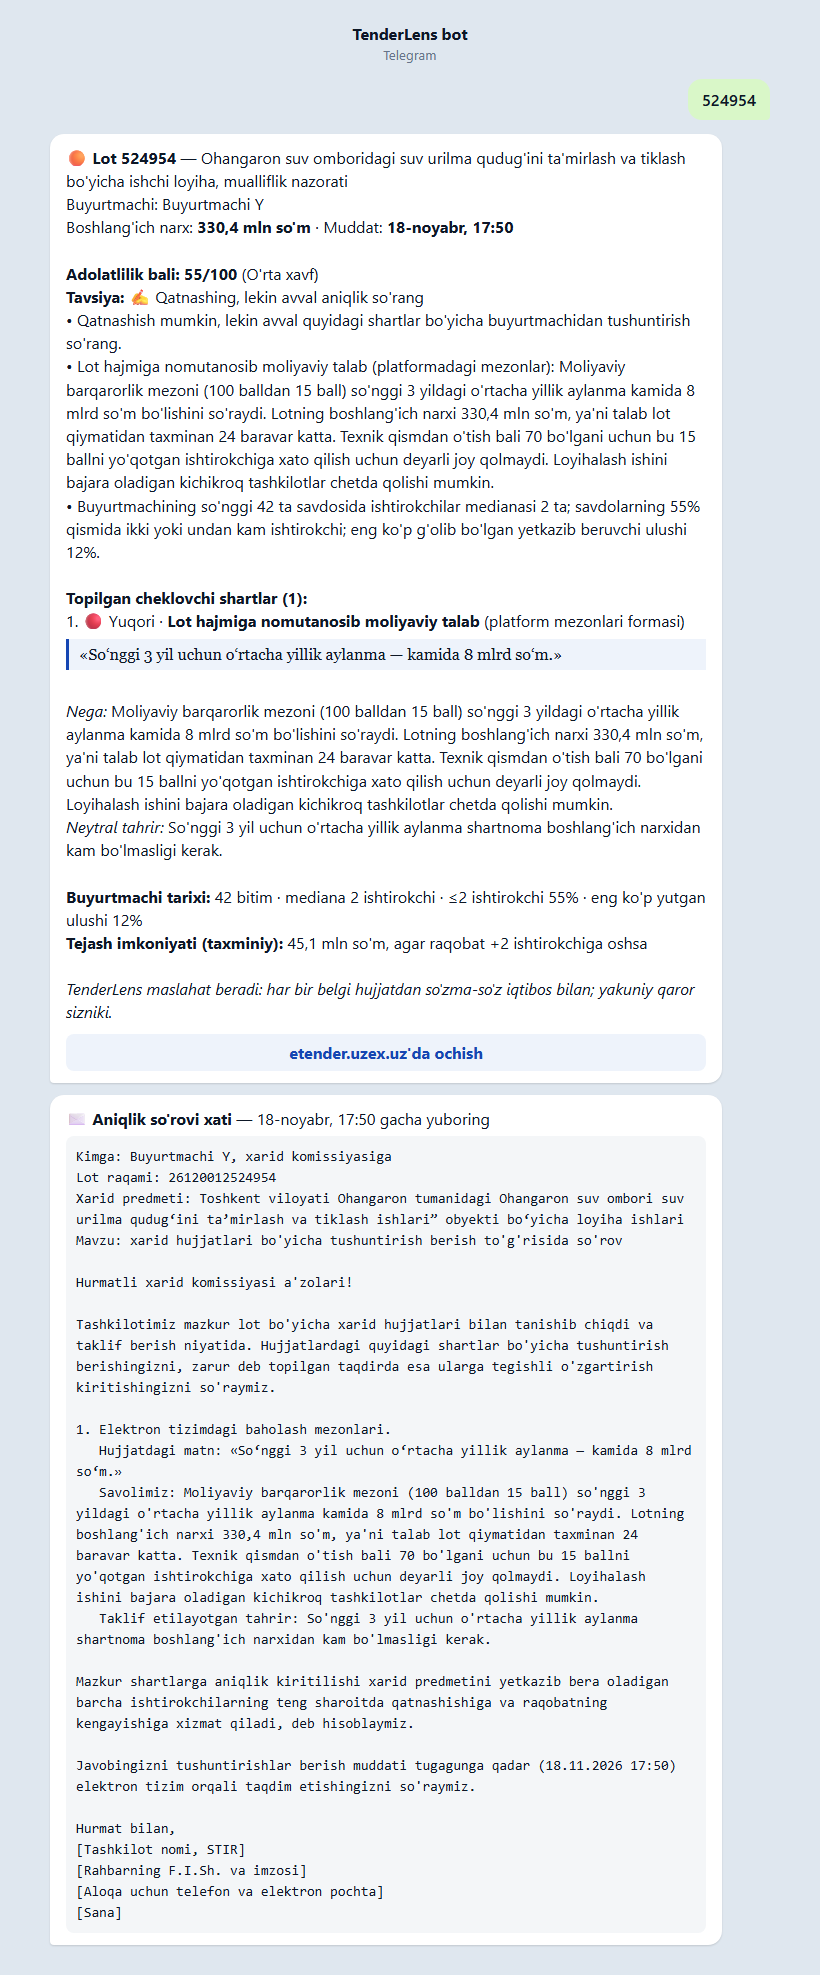 TenderLens bot
Telegram
524954
🟠 Lot 524954 — Ohangaron suv omboridagi suv urilma qudug'ini ta'mirlash va tiklash
bo'yicha ishchi loyiha, mualliflik nazorati
Buyurtmachi: Buyurtmachi Y
Boshlang'ich narx: 330,4 mln so'm · Muddat: 18-noyabr, 17:50
Adolatlilik bali: 55/100 (O'rta xavf)
Tavsiya: ✍️ Qatnashing, lekin avval aniqlik so'rang
• Qatnashish mumkin, lekin avval quyidagi shartlar bo'yicha buyurtmachidan tushuntirish
so'rang.
• Lot hajmiga nomutanosib moliyaviy talab (platformadagi mezonlar): Moliyaviy
barqarorlik mezoni (100 balldan 15 ball) so'nggi 3 yildagi o'rtacha yillik aylanma kamida 8
mlrd so'm bo'lishini so'raydi. Lotning boshlang'ich narxi 330,4 mln so'm, ya'ni talab lot
qiymatidan taxminan 24 baravar katta. Texnik qismdan o'tish bali 70 bo'lgani uchun bu 15
ballni yo'qotgan ishtirokchiga xato qilish uchun deyarli joy qolmaydi. Loyihalash ishini
bajara oladigan kichikroq tashkilotlar chetda qolishi mumkin.
• Buyurtmachining so'nggi 42 ta savdosida ishtirokchilar medianasi 2 ta; savdolarning 55%
qismida ikki yoki undan kam ishtirokchi; eng ko'p g'olib bo'lgan yetkazib beruvchi ulushi
12%.
Topilgan cheklovchi shartlar (1):
1. 🔴 Yuqori · Lot hajmiga nomutanosib moliyaviy talab (platform mezonlari formasi)
«Soʻnggi 3 yil uchun oʻrtacha yillik aylanma — kamida 8 mlrd soʻm.»
Nega: Moliyaviy barqarorlik mezoni (100 balldan 15 ball) so'nggi 3 yildagi o'rtacha yillik
aylanma kamida 8 mlrd so'm bo'lishini so'raydi. Lotning boshlang'ich narxi 330,4 mln so'm,
ya'ni talab lot qiymatidan taxminan 24 baravar katta. Texnik qismdan o'tish bali 70 bo'lgani
uchun bu 15 ballni yo'qotgan ishtirokchiga xato qilish uchun deyarli joy qolmaydi.
Loyihalash ishini bajara oladigan kichikroq tashkilotlar chetda qolishi mumkin.
Neytral tahrir: So'nggi 3 yil uchun o'rtacha yillik aylanma shartnoma boshlang'ich narxidan
kam bo'lmasligi kerak.
Buyurtmachi tarixi: 42 bitim · mediana 2 ishtirokchi · ≤2 ishtirokchi 55% · eng ko'p yutgan
ulushi 12%
Tejash imkoniyati (taxminiy): 45,1 mln so'm, agar raqobat +2 ishtirokchiga oshsa
TenderLens maslahat beradi: har bir belgi hujjatdan so'zma-so'z iqtibos bilan; yakuniy qaror
sizniki.
etender.uzex.uz'da ochish
✉️ Aniqlik so'rovi xati — 18-noyabr, 17:50 gacha yuboring
Kimga: Buyurtmachi Y, xarid komissiyasiga
Lot raqami: 26120012524954
Xarid predmeti: Toshkent viloyati Ohangaron tumanidagi Ohangaron suv ombori suv
urilma qudugʻini taʼmirlash va tiklash ishlari” obyekti boʻyicha loyiha ishlari
Mavzu: xarid hujjatlari bo'yicha tushuntirish berish to'g'risida so'rov
Hurmatli xarid komissiyasi a'zolari!
Tashkilotimiz mazkur lot bo'yicha xarid hujjatlari bilan tanishib chiqdi va
taklif berish niyatida. Hujjatlardagi quyidagi shartlar bo'yicha tushuntirish
berishingizni, zarur deb topilgan taqdirda esa ularga tegishli o'zgartirish
kiritishingizni so'raymiz.
1. Elektron tizimdagi baholash mezonlari.
Hujjatdagi matn: «Soʻnggi 3 yil uchun oʻrtacha yillik aylanma — kamida 8 mlrd
soʻm.»
Savolimiz: Moliyaviy barqarorlik mezoni (100 balldan 15 ball) so'nggi 3
yildagi o'rtacha yillik aylanma kamida 8 mlrd so'm bo'lishini so'raydi. Lotning
boshlang'ich narxi 330,4 mln so'm, ya'ni talab lot qiymatidan taxminan 24
baravar katta. Texnik qismdan o'tish bali 70 bo'lgani uchun bu 15 ballni
yo'qotgan ishtirokchiga xato qilish uchun deyarli joy qolmaydi. Loyihalash
ishini bajara oladigan kichikroq tashkilotlar chetda qolishi mumkin.
Taklif etilayotgan tahrir: So'nggi 3 yil uchun o'rtacha yillik aylanma
shartnoma boshlang'ich narxidan kam bo'lmasligi kerak.
Mazkur shartlarga aniqlik kiritilishi xarid predmetini yetkazib bera oladigan
barcha ishtirokchilarning teng sharoitda qatnashishiga va raqobatning
kengayishiga xizmat qiladi, deb hisoblaymiz.
Javobingizni tushuntirishlar berish muddati tugagunga qadar (18.11.2026 17:50)
elektron tizim orqali taqdim etishingizni so'raymiz.
Hurmat bilan,
[Tashkilot nomi, STIR]
[Rahbarning F.I.Sh. va imzosi]
[Aloqa uchun telefon va elektron pochta]
[Sana]